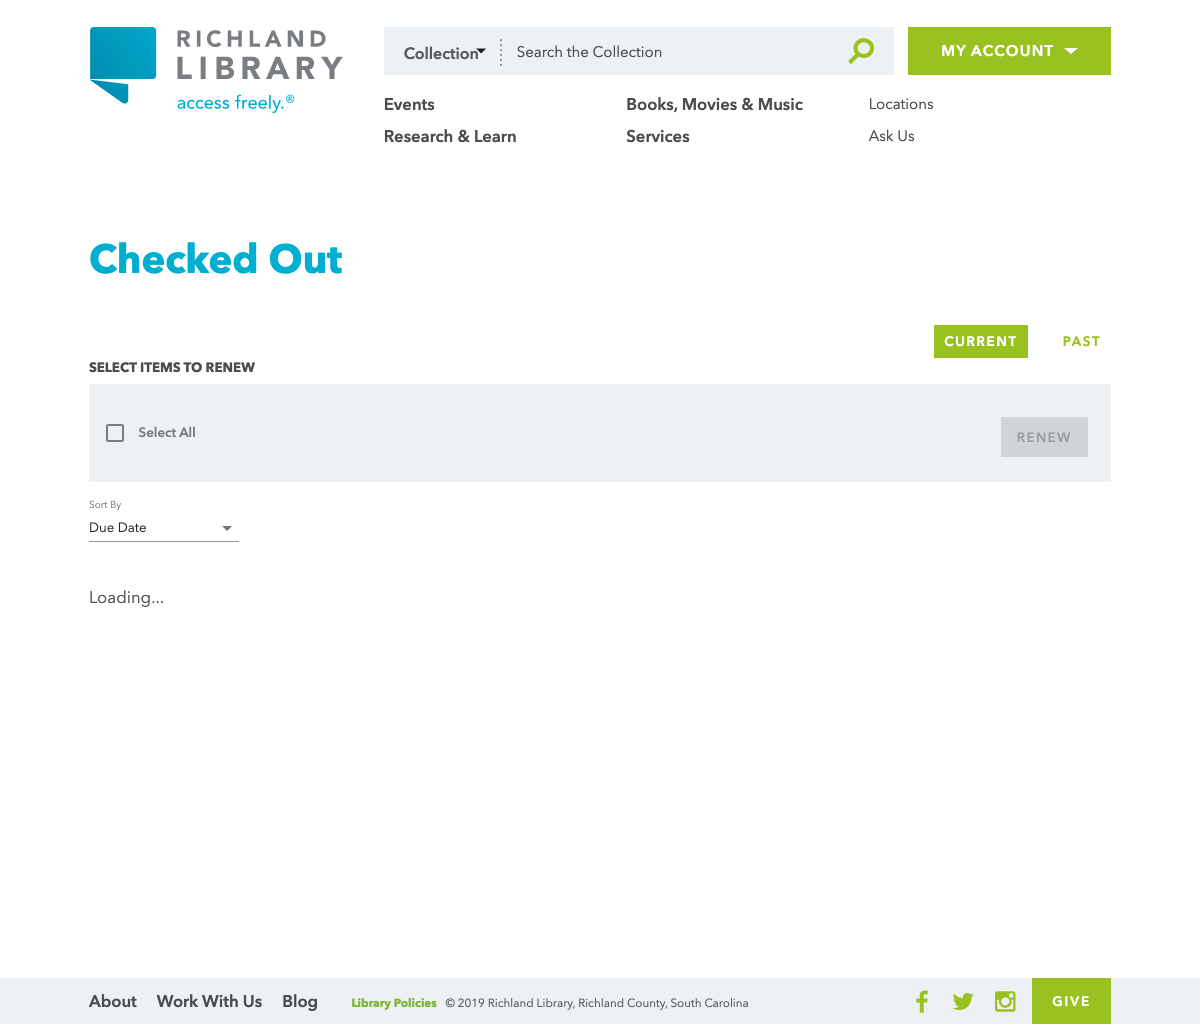 RICHLAND
LIBRARY
access freely.®
Collection
Search the Collection
MY ACCOUNT
Events
Books, Movies & Music
Locations
Research & Learn
Services
Ask Us
Checked Out
CURRENT
PAST
SELECT ITEMS TO RENEW
Select All
RENEW
Sort By
Due Date
Loading...
About
Work With Us
Blog
Library Policies
© 2019 Richland Library, Richland County, South Carolina
GIVE